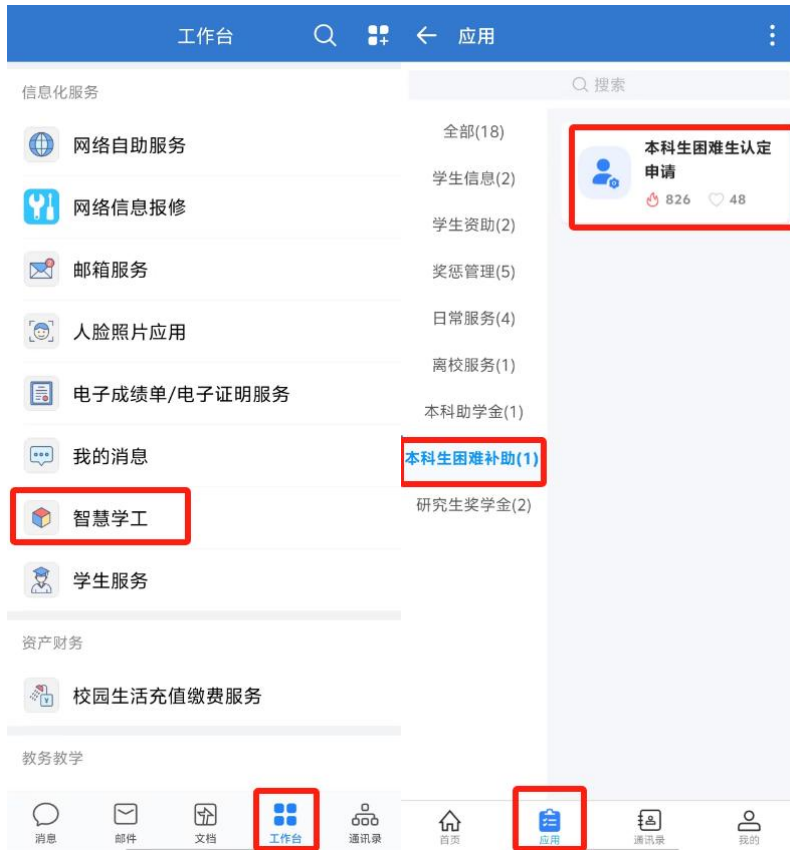 工作台
信息化服务
网络自助服务
网络信息报修
邮箱服务
人脸照片应用
电子成绩单/电子证明服务
我的消息
智慧学工
学生服务
资产财务
校园生活充值缴费服务
教务教学
消息
邮件
文档
工作台
通讯录
应用
搜索
全部(18)
学生信息(2)
学生资助(2)
奖惩管理(5)
日常服务(4)
离校服务(1)
本科助学金(1)
本科生困难补助(1)
研究生奖学金(2)
本科生困难生认定
申请
826 48
首页
应用
通讯录
我的